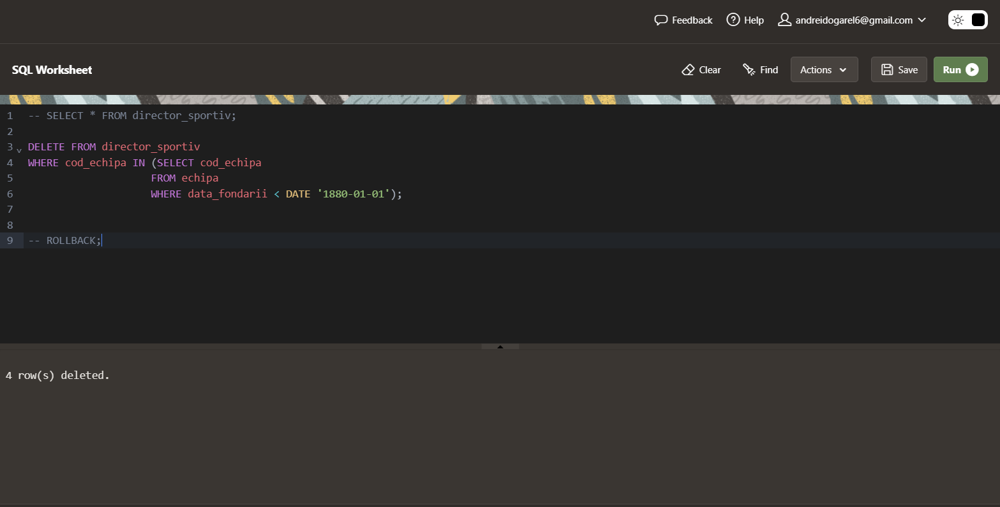 Feedback Help andreidogarel6@gmail.com
SQL Worksheet Clear Find Actions Save Run
1 -- SELECT * FROM director_sportiv;
2
3 DELETE FROM director_sportiv
4 WHERE cod_echipa IN (SELECT cod_echipa
5 FROM echipa
6 WHERE data_fondarii < DATE '1880-01-01');
7
8
9 -- ROLLBACK;
4 row(s) deleted.